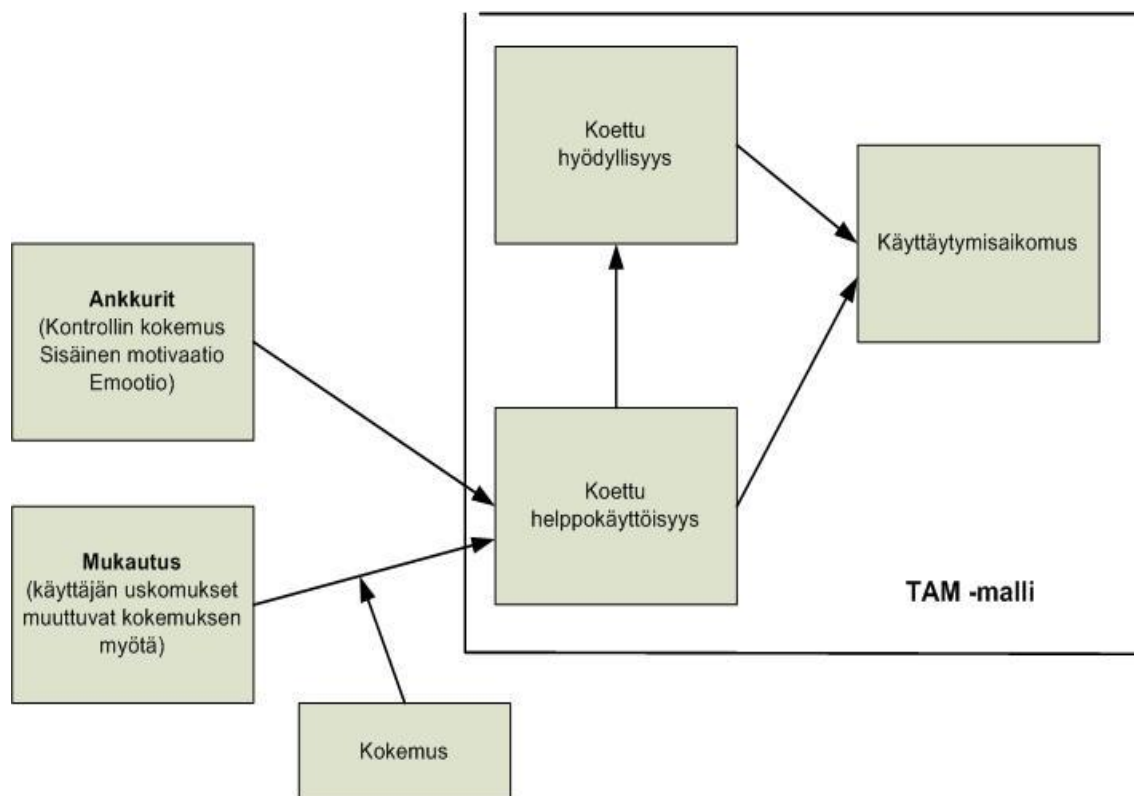 Koettu
hyödyllisyys
Käyttäytymisaikomus
Ankkurit
(Kontrollin kokemus
Sisäinen motivaatio
Emootio)
Koettu
helppokäyttöisyys
Mukautus
(käyttäjän uskomukset
muuttuvat kokemuksen
myötä)
TAM -malli
Kokemus